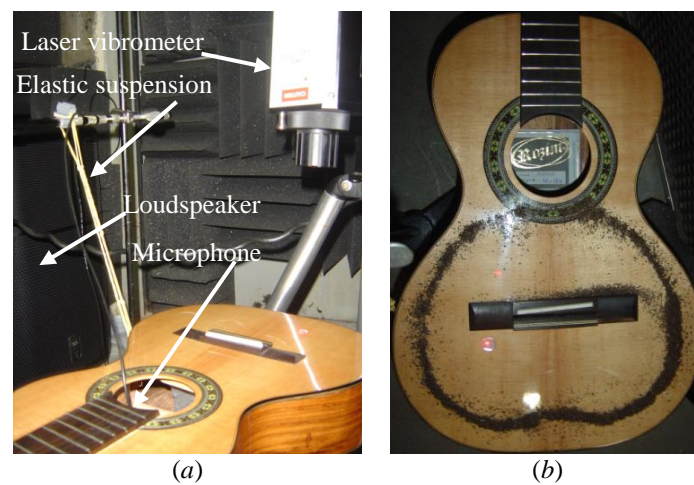 Laser vibrometer
Elastic suspension
Loudspeaker
Microphone
Rozini
(a)
(b)